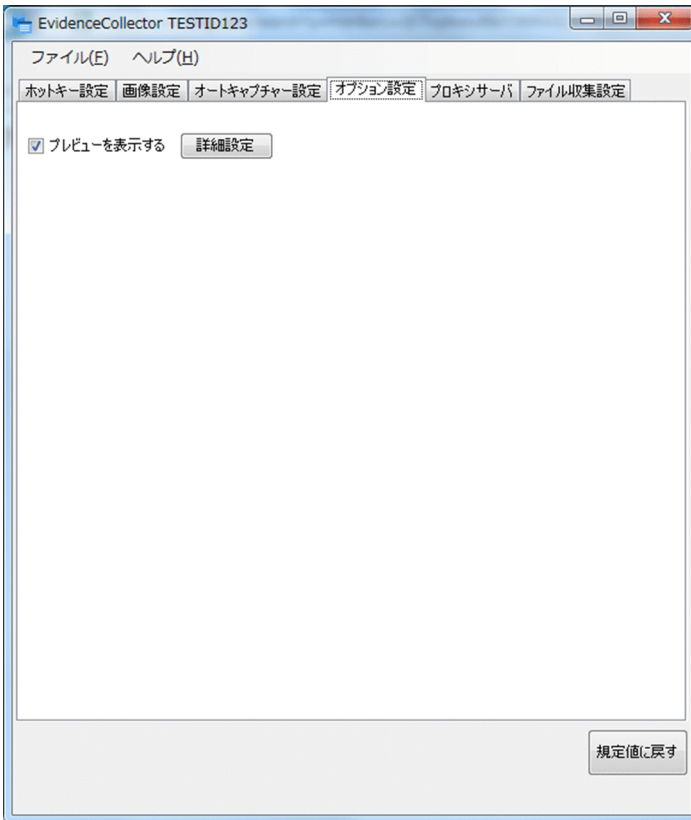 EvidenceCollector TESTID123
ファイル(F) ヘルプ(H)
ホットキー設定 画像設定 オートキャプチャー設定 オプション設定 プロキシサーバ ファイル収集設定
プレビューを表示する 詳細設定
規定値に戻す